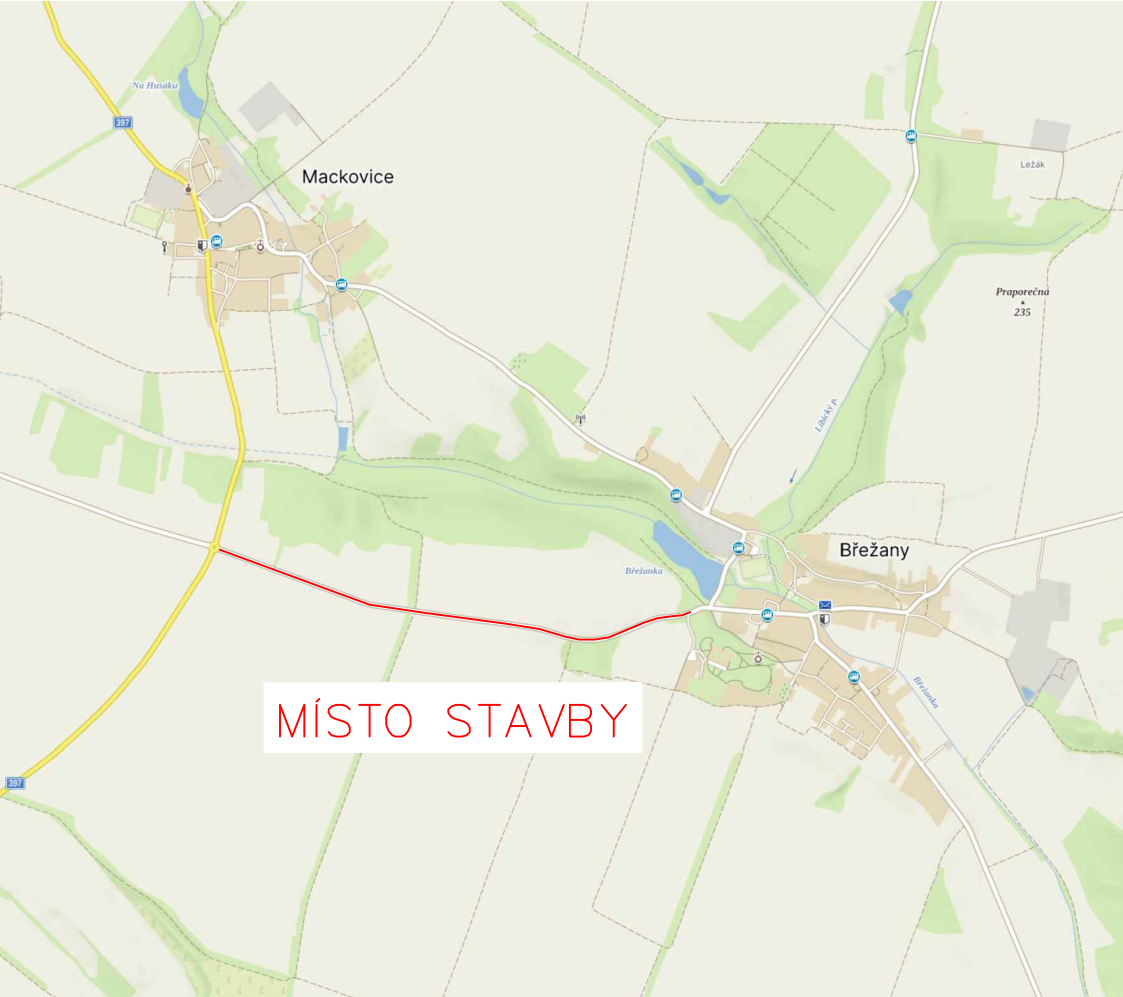 Na Husáku
397
Mackovice
Ležák
Praporečná
235
Libický p.
Břežany
Břežanka
MÍSTO STAVBY
Břežanka
397